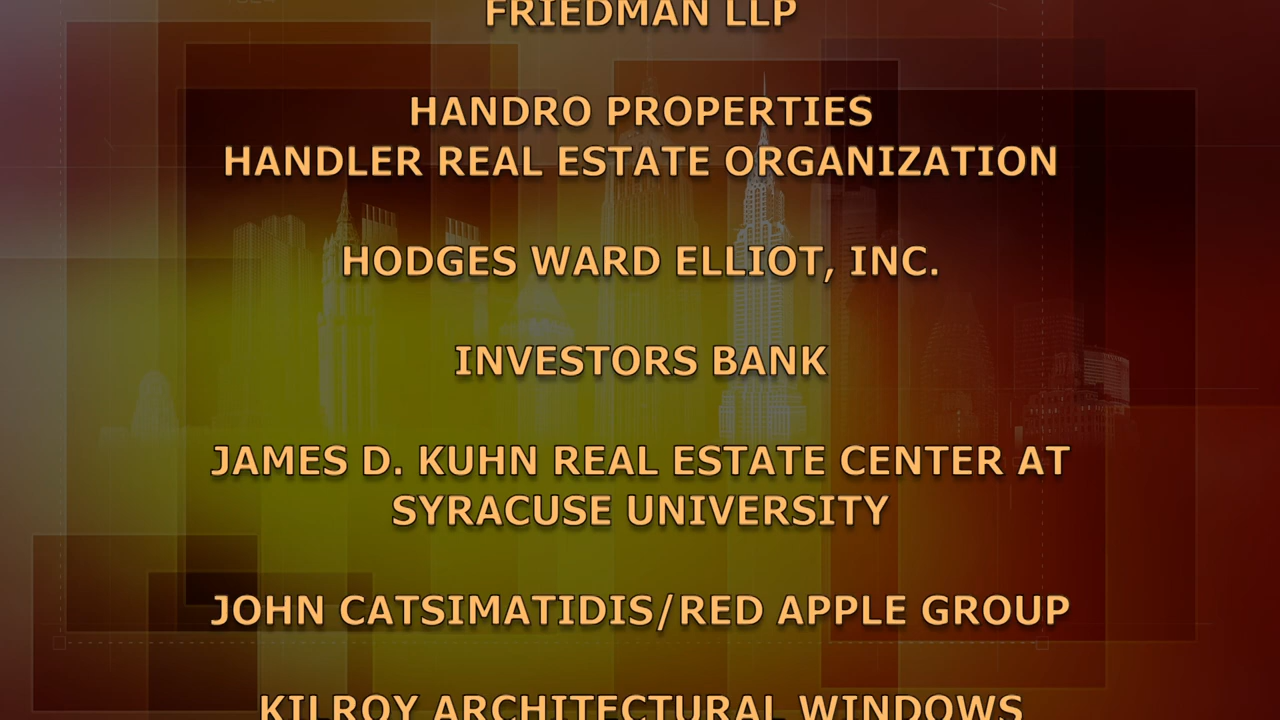 FRIEDMAN LLP
HANDRO PROPERTIES
HANDLER REAL ESTATE ORGANIZATION
HODGES WARD ELLIOT, INC.
INVESTORS BANK
JAMES D. KUHN REAL ESTATE CENTER AT
SYRACUSE UNIVERSITY
JOHN CATSIMATIDIS/RED APPLE GROUP
KILROY ARCHITECTURAL WINDOWS